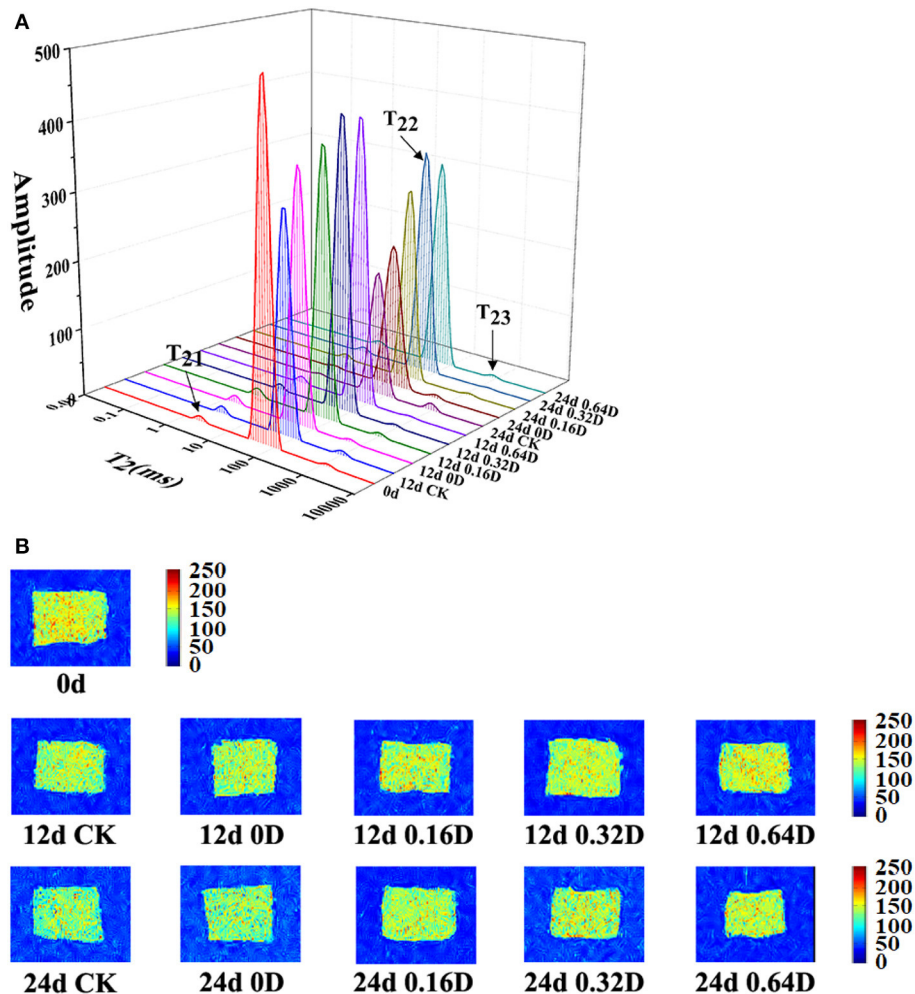 A
500
400
300
200
100
0
Amplitude
0.1
1
10
100
1000
10000
T2(ms)
T21
T22
T23
0d
12d CK
12d 0D
12d 0.16D
12d 0.32D
12d 0.64D
24d CK
24d 0D
24d 0.16D
24d 0.32D
24d 0.64D
B
250
200
150
100
50
0
0d
250
200
150
100
50
0
12d CK 12d 0D 12d 0.16D 12d 0.32D 12d 0.64D
250
200
150
100
50
0
24d CK 24d 0D 24d 0.16D 24d 0.32D 24d 0.64D